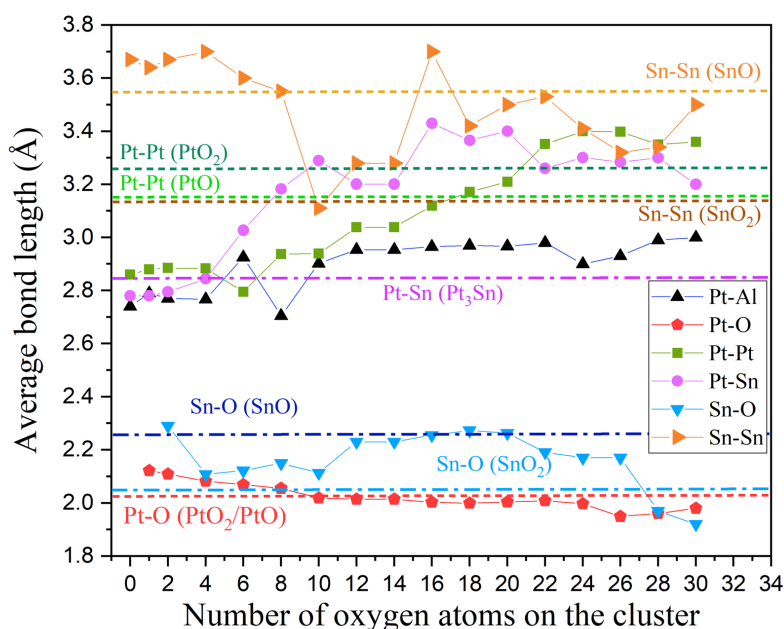 3.8
3.6
3.4
3.2
3.0
2.8
2.6
2.4
2.2
2.0
1.8
Average bond length (Å)
Sn-Sn (SnO)
Pt-Pt (PtO₂)
Pt-Pt (PtO)
Sn-Sn (SnO₂)
Pt-Sn (Pt₃Sn)
Pt-Al
Pt-O
Pt-Pt
Pt-Sn
Sn-O
Sn-Sn
Sn-O (SnO)
Sn-O (SnO₂)
Pt-O (PtO₂/PtO)
0 2 4 6 8 10 12 14 16 18 20 22 24 26 28 30 32 34
Number of oxygen atoms on the cluster